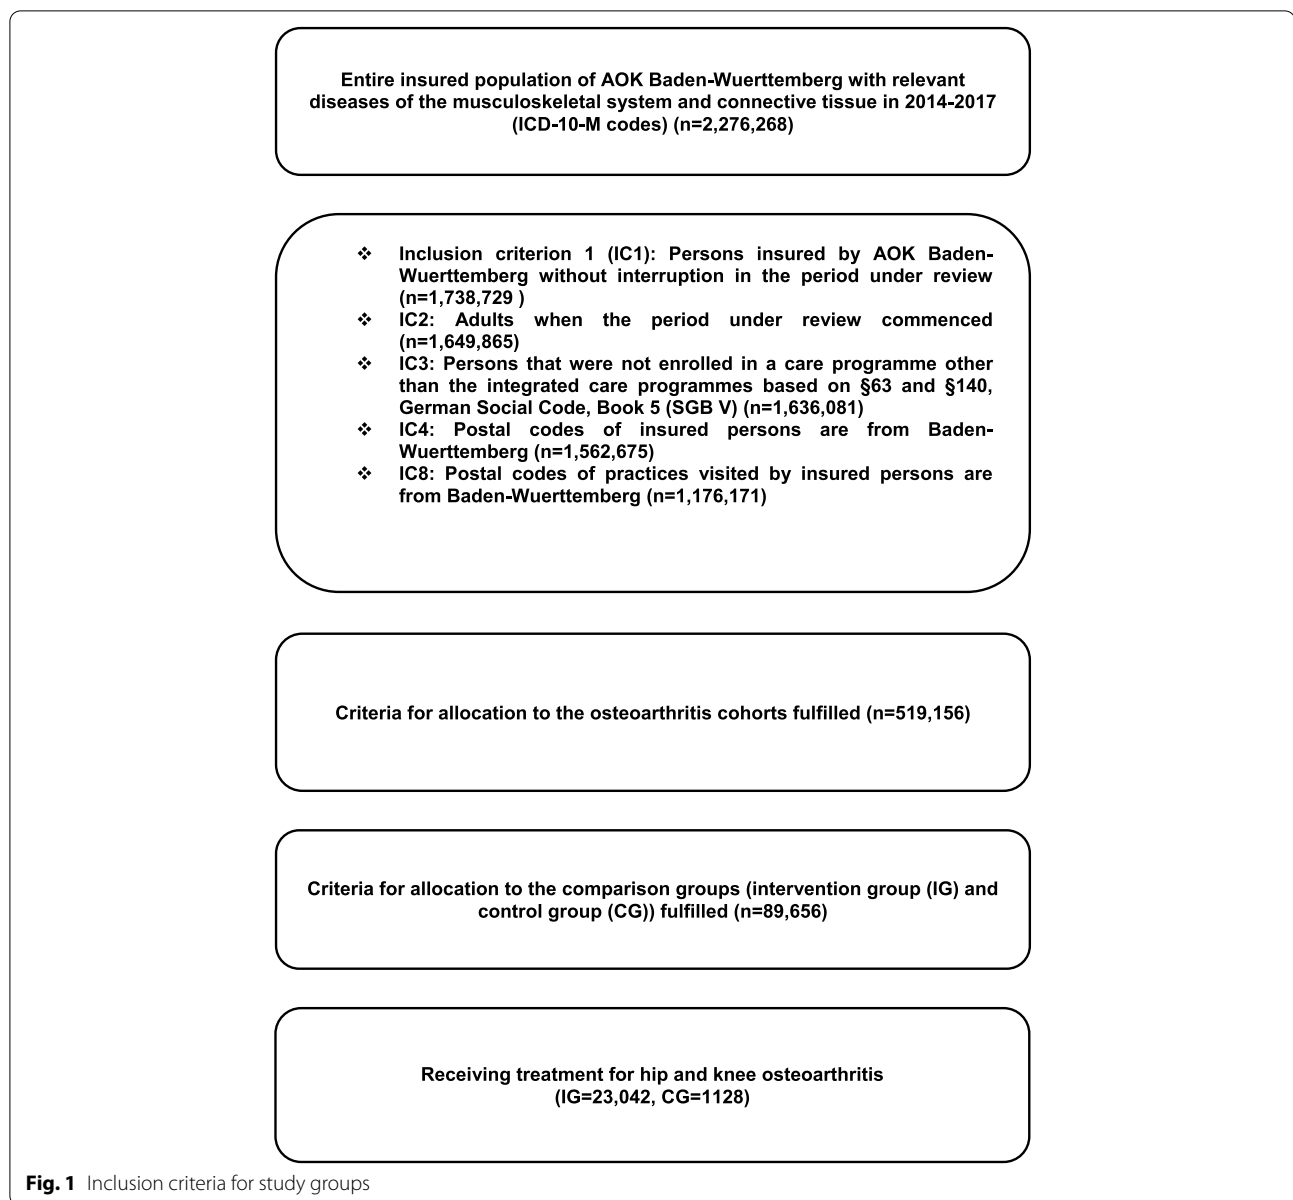 Entire insured population of AOK Baden-Wuerttemberg with relevant
diseases of the musculoskeletal system and connective tissue in 2014-2017
(ICD-10-M codes) (n=2,276,268)
❖ Inclusion criterion 1 (IC1): Persons insured by AOK Baden-
Wuerttemberg without interruption in the period under review
(n=1,738,729 )
❖ IC2: Adults when the period under review commenced
(n=1,649,865)
❖ IC3: Persons that were not enrolled in a care programme other
than the integrated care programmes based on §63 and §140,
German Social Code, Book 5 (SGB V) (n=1,636,081)
❖ IC4: Postal codes of insured persons are from Baden-
Wuerttemberg (n=1,562,675)
❖ IC8: Postal codes of practices visited by insured persons are
from Baden-Wuerttemberg (n=1,176,171)
Criteria for allocation to the osteoarthritis cohorts fulfilled (n=519,156)
Criteria for allocation to the comparison groups (intervention group (IG) and
control group (CG)) fulfilled (n=89,656)
Receiving treatment for hip and knee osteoarthritis
(IG=23,042, CG=1128)
Fig. 1 Inclusion criteria for study groups